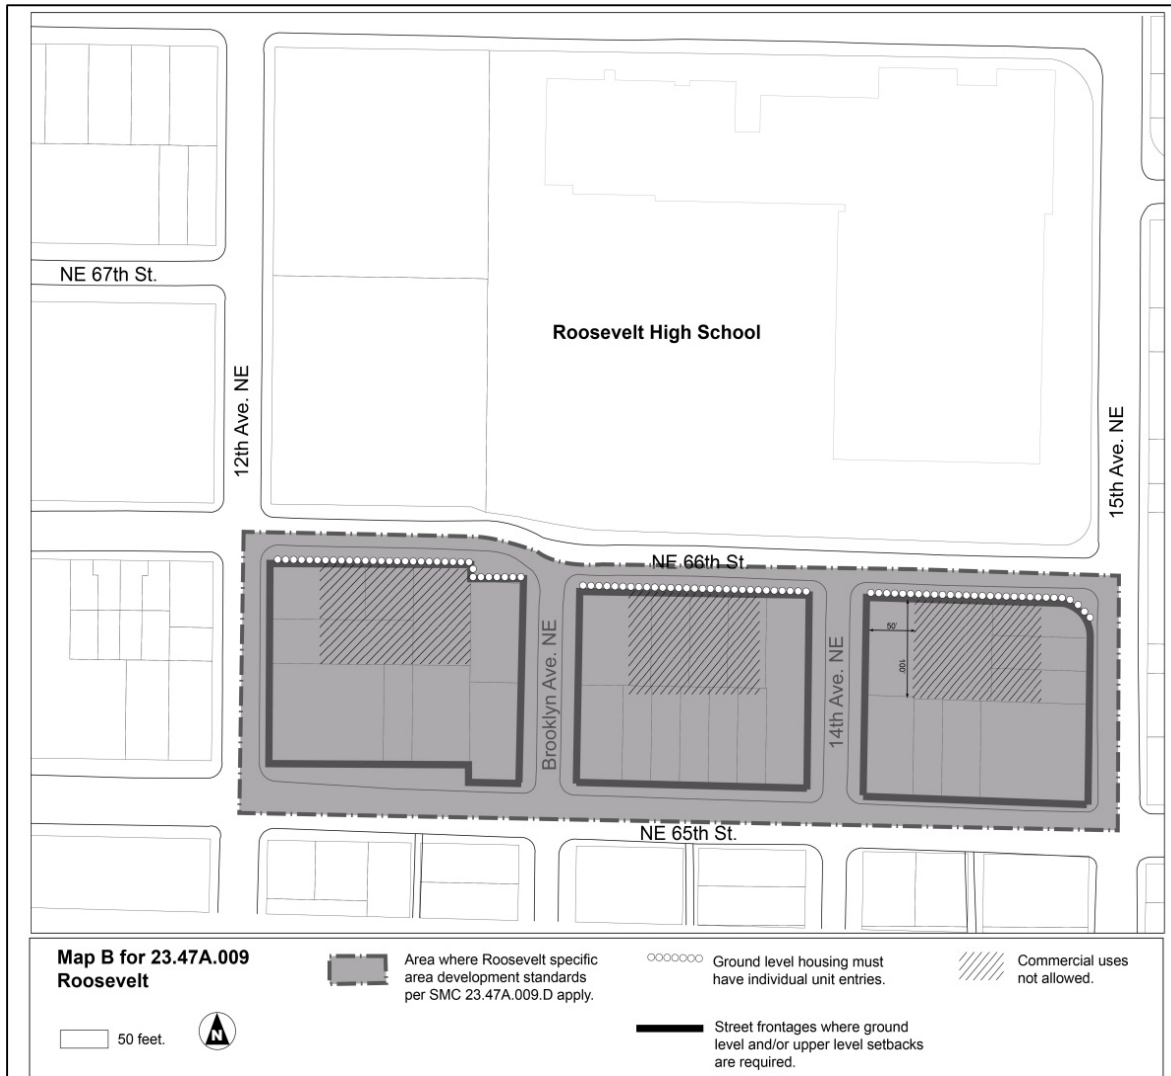 NE 67th St.
Roosevelt High School
12th Ave. NE
15th Ave. NE
NE 66th St.
Brooklyn Ave. NE
14th Ave. NE
50'
100'
NE 65th St.
Map B for 23.47A.009
Roosevelt
50 feet.
N
Area where Roosevelt specific
area development standards
per SMC 23.47A.009.D apply.
Ground level housing must
have individual unit entries.
Street frontages where ground
level and/or upper level setbacks
are required.
Commercial uses
not allowed.